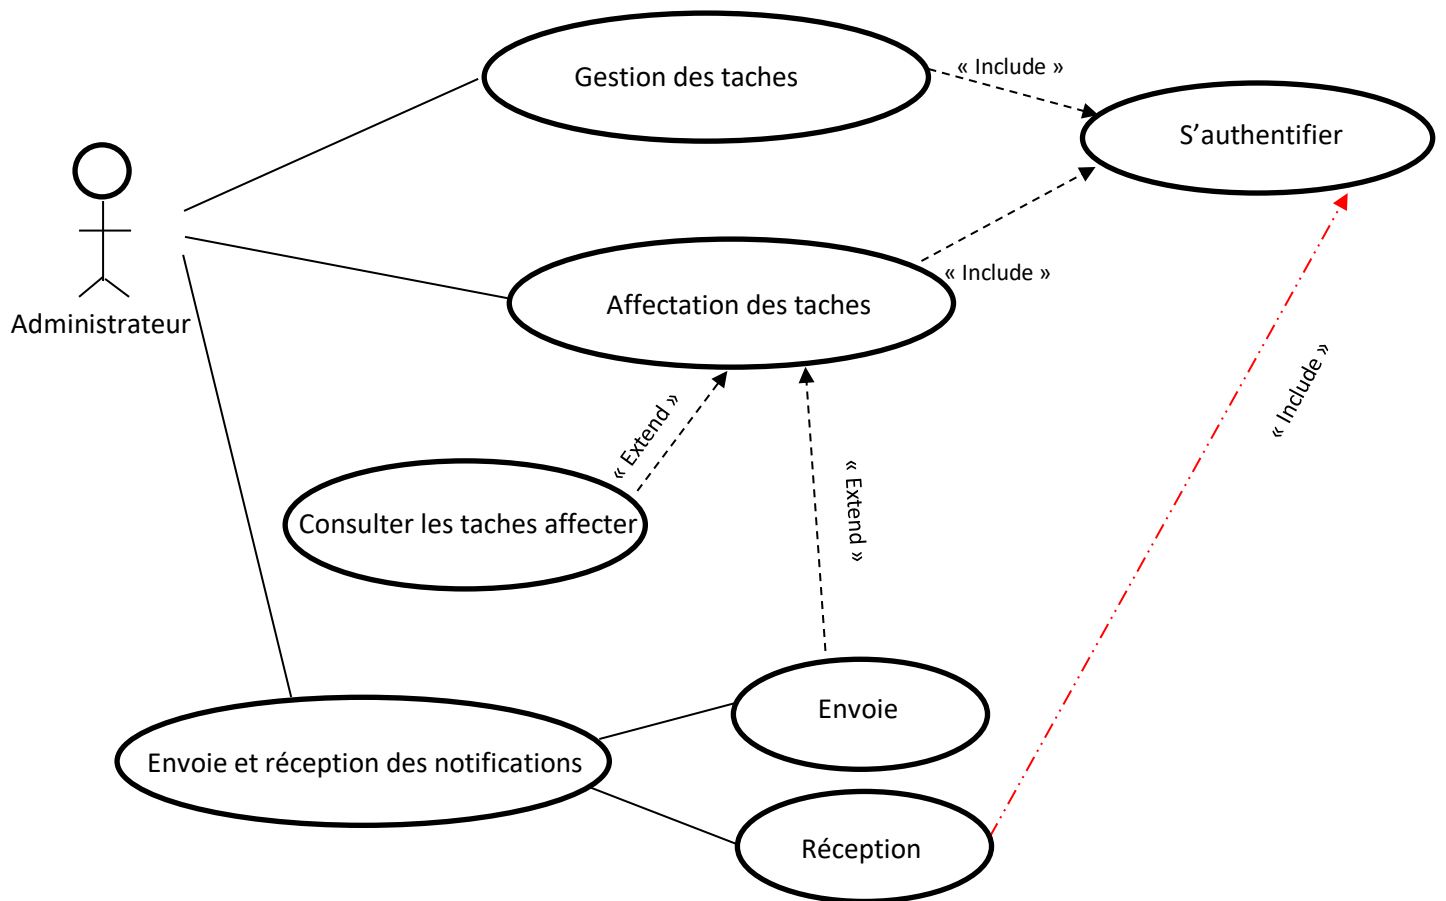 Gestion des taches
« Include »
S’authentifier
Administrateur
Affectation des taches
« Include »
« Include »
« Extend »
« Extend »
Consulter les taches affecter
Envoie
Envoie et réception des notifications
Réception